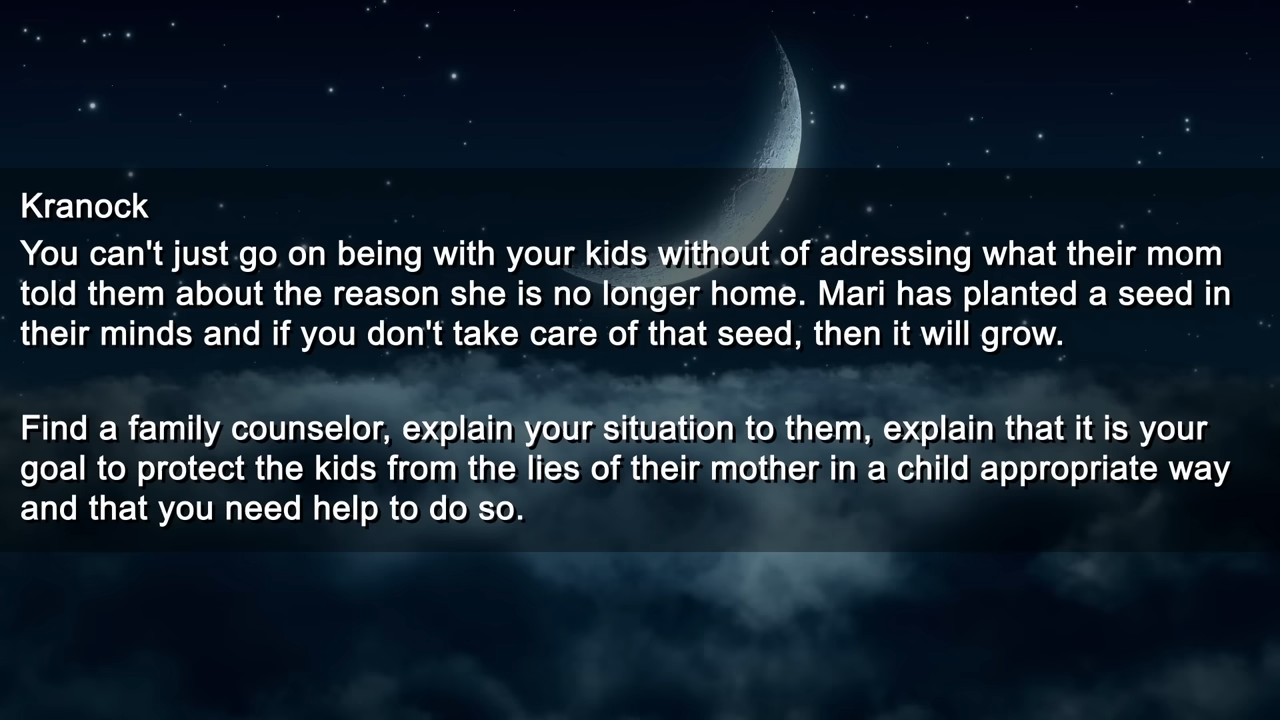 Kranock
You can't just go on being with your kids without of adressing what their mom
told them about the reason she is no longer home. Mari has planted a seed in
their minds and if you don't take care of that seed, then it will grow.
Find a family counselor, explain your situation to them, explain that it is your
goal to protect the kids from the lies of their mother in a child appropriate way
and that you need help to do so.